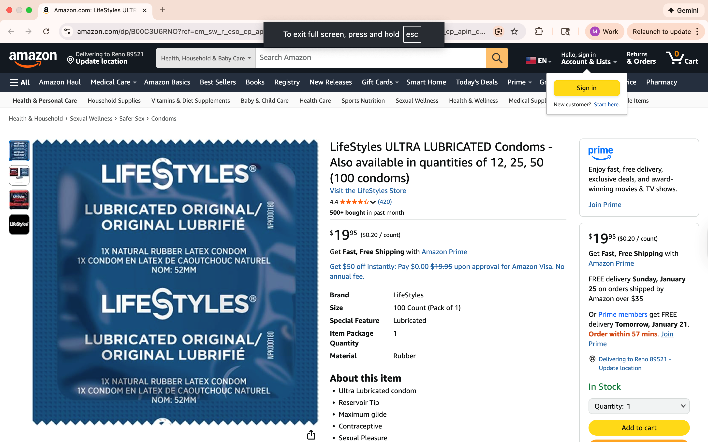 Amazon.com: LifeStyles ULT
Gemini
To exit full screen, press and hold esc
Work
Relaunch to update
amazon
Delivering to Reno 89521
Update location
Health, Household & Baby Care
Search Amazon
EN
Hello, sign in
Account & Lists
Returns
& Orders
0
Cart
All
Amazon Haul
Medical Care
Amazon Basics
Best Sellers
Books
Registry
New Releases
Gift Cards
Smart Home
Today's Deals
Prime
Pharmacy
Sign in
New customer? Start here.
Health & Personal Care
Household Supplies
Vitamins & Diet Supplements
Baby & Child Care
Health Care
Sports Nutrition
Sexual Wellness
Health & Wellness
Medical Supp
Health & Household › Sexual Wellness › Safer Sex › Condoms
LIFESTYLES®
LUBRICATED ORIGINAL/
ORIGINAL LUBRIFIÉ
NPK000180
1X NATURAL RUBBER LATEX CONDOM
1X CONDOM EN LATEX DE CAOUTCHOUC NATUREL
NOM: 52MM
LIFESTYLES®
LUBRICATED ORIGINAL/
ORIGINAL LUBRIFIÉ
NPK000180
1X NATURAL RUBBER LATEX CONDOM
1X CONDOM EN LATEX DE CAOUTCHOUC NATUREL
NOM: 52MM
LifeStyles ULTRA LUBRICATED Condoms -
Also available in quantities of 12, 25, 50
(100 condoms)
Visit the LifeStyles Store
4.4 (420)
500+ bought in past month
$19.95 ($0.20 / count)
Get Fast, Free Shipping with Amazon Prime
Get $50 off instantly: Pay $0.00 $19.95 upon approval for Amazon Visa. No
annual fee.
Brand LifeStyles
Size 100 Count (Pack of 1)
Special Feature Lubricated
Item Package 1
Quantity
Material Rubber
About this item
• Ultra Lubricated condom
• Reservoir Tip
• Maximum glide
• Contraceptive
• Sexual Pleasure
prime
Enjoy fast, free delivery,
exclusive deals, and award-
winning movies & TV shows.
Join Prime
$19.95 ($0.20 / count)
Get Fast, Free Shipping with
Amazon Prime
FREE delivery Sunday, January
25 on orders shipped by
Amazon over $35
Or Prime members get FREE
delivery Tomorrow, January 21.
Order within 57 mins. Join
Prime
Delivering to Reno 89521 -
Update location
In Stock
Quantity: 1
Add to cart